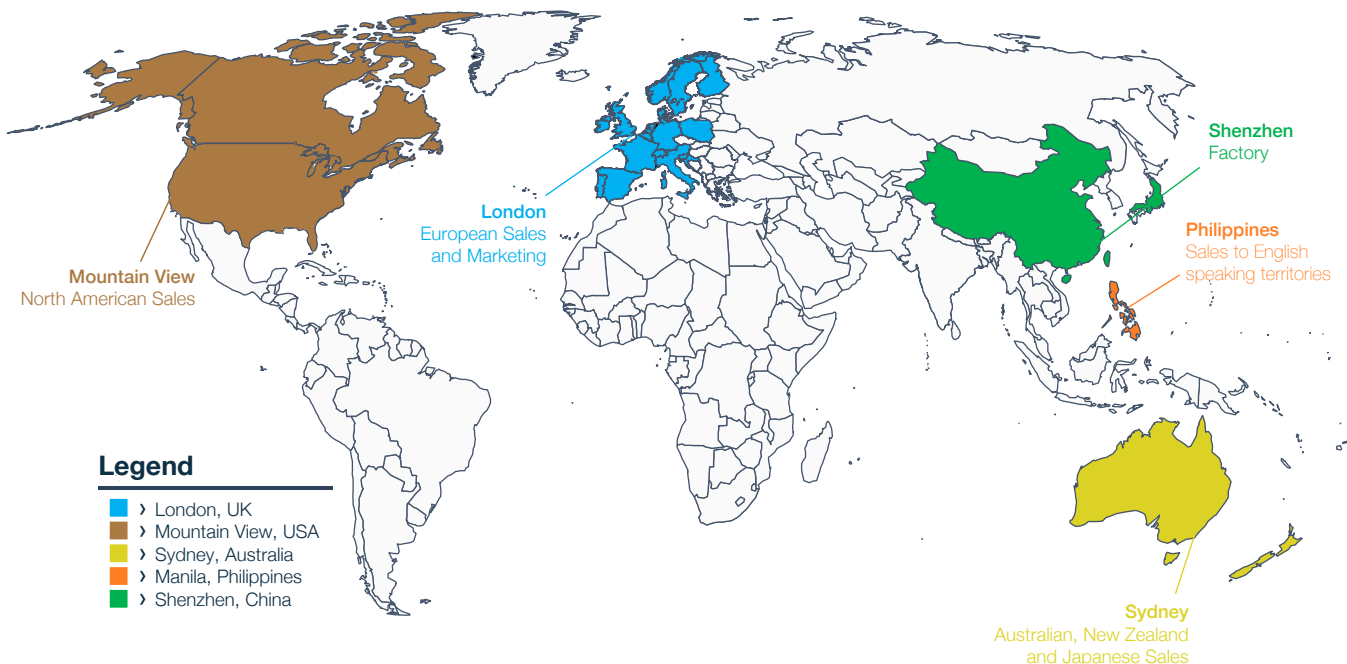 Shenzhen
Factory
London
European Sales
and Marketing
Philippines
Sales to English
speaking territories
Mountain View
North American Sales
Legend
› London, UK
› Mountain View, USA
› Sydney, Australia
› Manila, Philippines
› Shenzhen, China
Sydney
Australian, New Zealand
and Japanese Sales